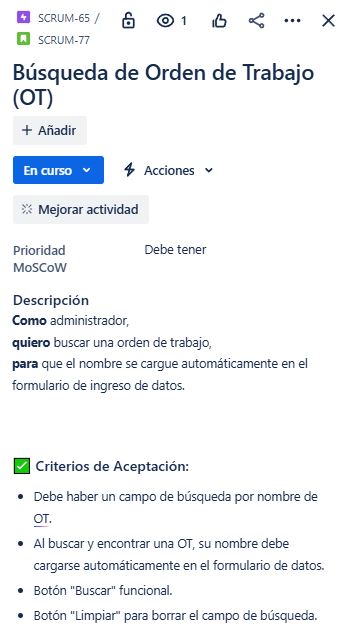 SCRUM-65 /
1
SCRUM-77
Búsqueda de Orden de Trabajo
(OT)
+ Añadir
En curso
Acciones
Mejorar actividad
Prioridad
MoSCoW
Debe tener
Descripción
Como administrador,
quiero buscar una orden de trabajo,
para que el nombre se cargue automáticamente en el
formulario de ingreso de datos.
✅ Criterios de Aceptación:
• Debe haber un campo de búsqueda por nombre de
OT.
• Al buscar y encontrar una OT, su nombre debe
cargarse automáticamente en el formulario de datos.
• Botón "Buscar" funcional.
• Botón "Limpiar" para borrar el campo de búsqueda.